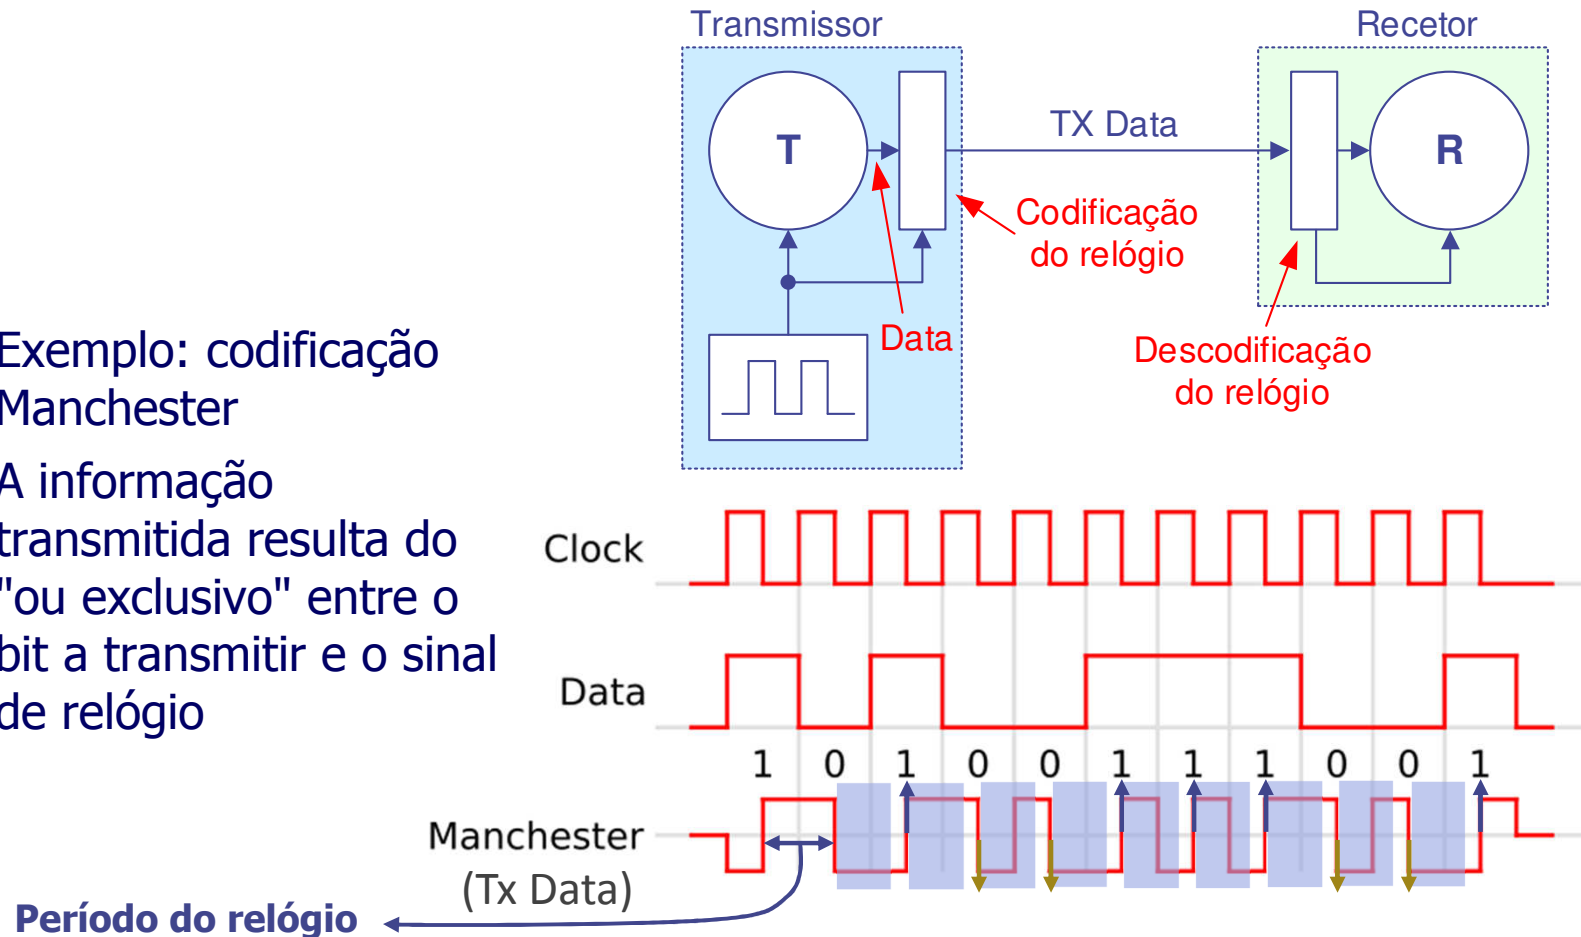 Transmissor
Recetor
T
TX Data
R
Codificação
do relógio
Data
Descodificação
do relógio
Exemplo: codificação
Manchester
A informação
transmitida resulta do
"ou exclusivo" entre o
bit a transmitir e o sinal
de relógio
Clock
Data
1 0 1 0 0 1 1 1 0 0 1
Manchester
(Tx Data)
Período do relógio